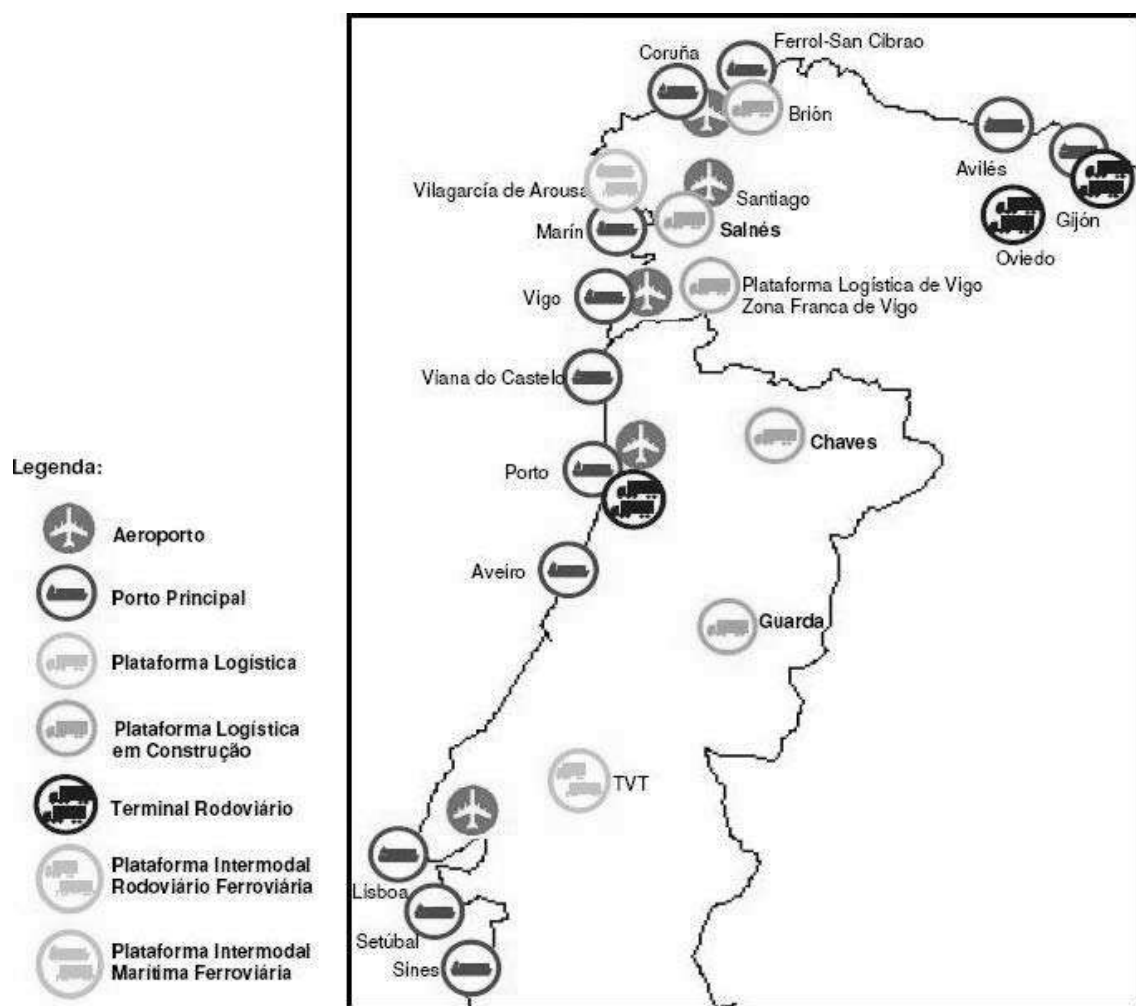 Coruña
Ferrol-San Cibrao
Brión
Avilés
Vilagarcía de Arousa
Santiago
Marín
Salnés
Gijón
Oviedo
Vigo
Plataforma Logística de Vigo
Zona Franca de Vigo
Viana do Castelo
Chaves
Porto
Aveiro
Guarda
TVT
Lisboa
Setúbal
Sines
Legenda:
Aeroporto
Porto Principal
Plataforma Logística
Plataforma Logística
em Construção
Terminal Rodoviário
Plataforma Intermodal
Rodoviário Ferroviária
Plataforma Intermodal
Marítima Ferroviária